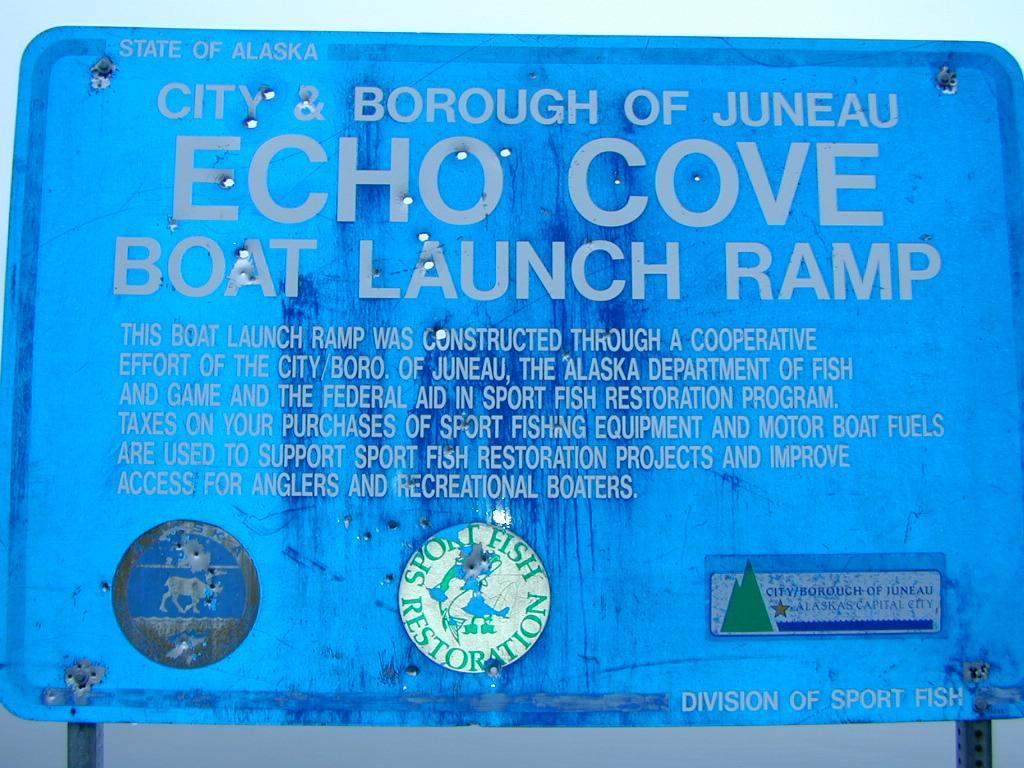 STATE OF ALASKA
CITY & BOROUGH OF JUNEAU
ECHO COVE
BOAT LAUNCH RAMP
THIS BOAT LAUNCH RAMP WAS CONSTRUCTED THROUGH A COOPERATIVE
EFFORT OF THE CITY/BORO. OF JUNEAU, THE ALASKA DEPARTMENT OF FISH
AND GAME AND THE FEDERAL AID IN SPORT FISH RESTORATION PROGRAM.
TAXES ON YOUR PURCHASES OF SPORT FISHING EQUIPMENT AND MOTOR BOAT FUELS
ARE USED TO SUPPORT SPORT FISH RESTORATION PROJECTS AND IMPROVE
ACCESS FOR ANGLERS AND RECREATIONAL BOATERS.
SPORT FISH
RESTORATION
CITY/BOROUGH OF JUNEAU
ALASKA'S CAPITAL CITY
DIVISION OF SPORT FISH